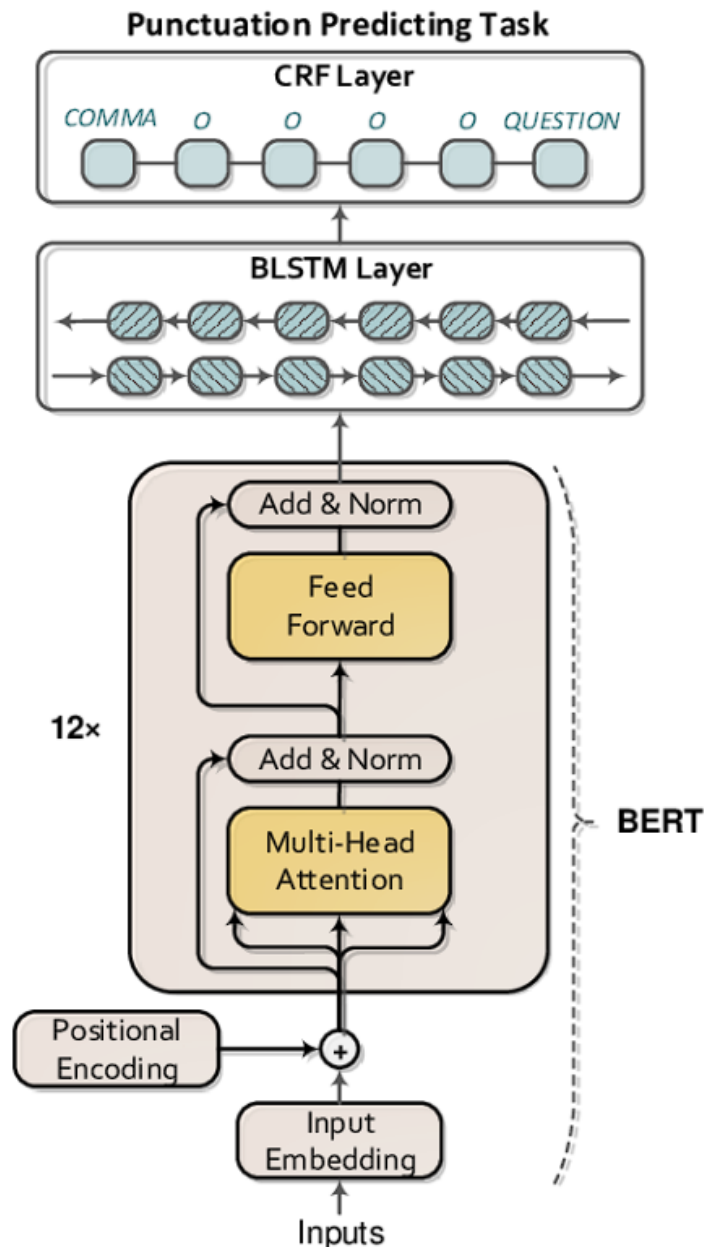 Punctuation Predicting Task
CRF Layer
COMMA O O O O QUESTION
BLSTM Layer
Add & Norm
Feed
Forward
12×
Add & Norm
Multi-Head
Attention
BERT
Positional
Encoding
+
Input
Embedding
Inputs